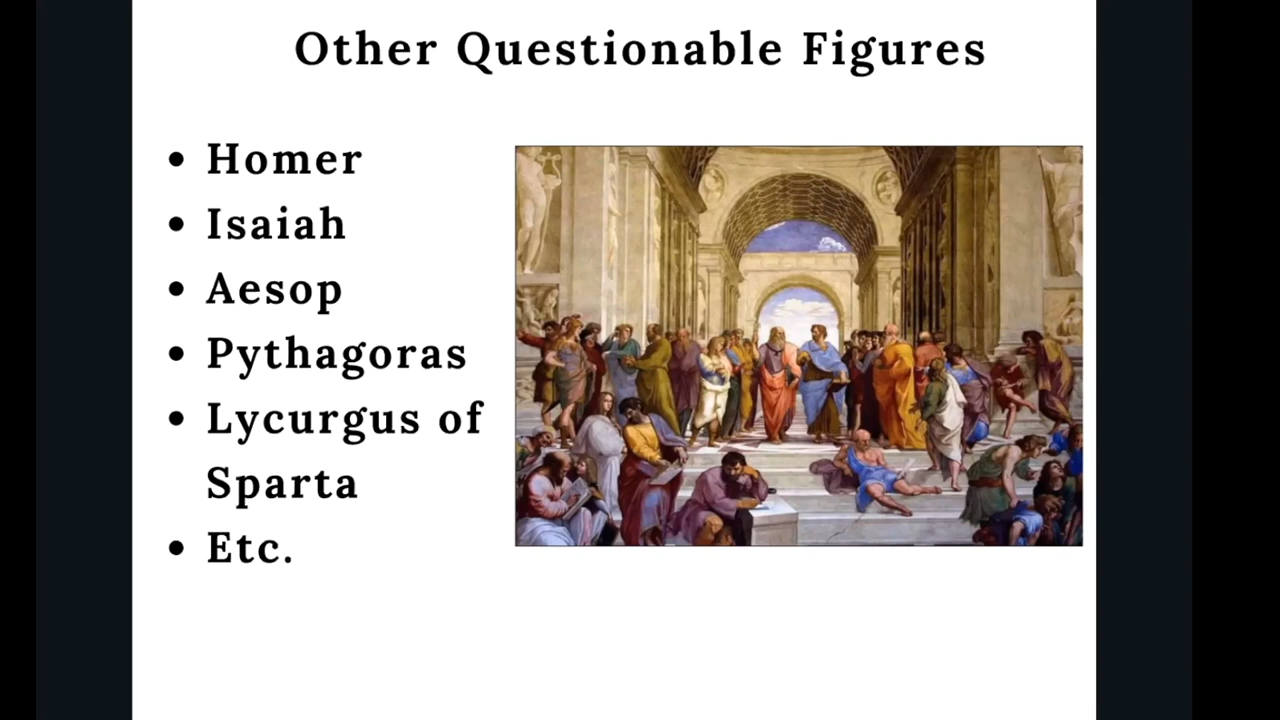 Other Questionable Figures
• Homer
• Isaiah
• Aesop
• Pythagoras
• Lycurgus of
Sparta
• Etc.